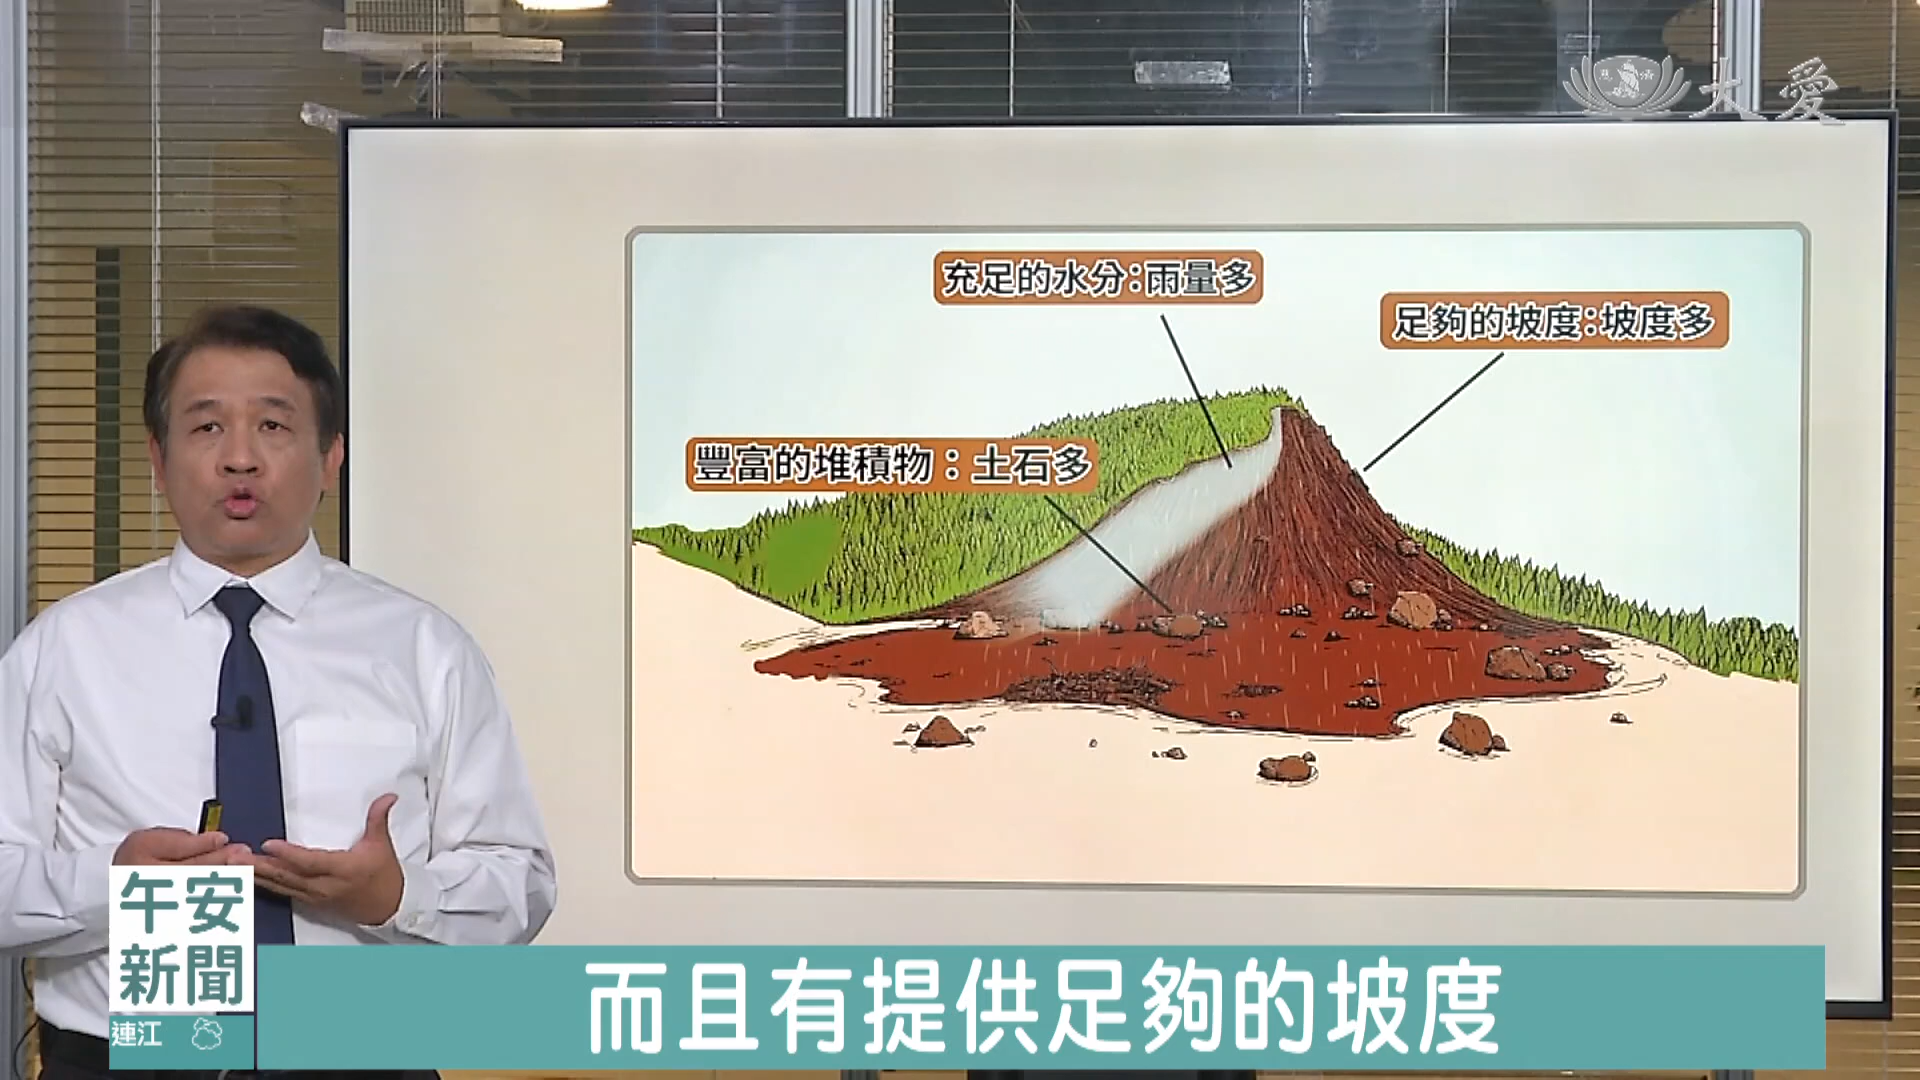 大愛
慈濟
充足的水分:雨量多
足夠的坡度:坡度多
豐富的堆積物：土石多
午安
新聞
連江
而且有提供足夠的坡度